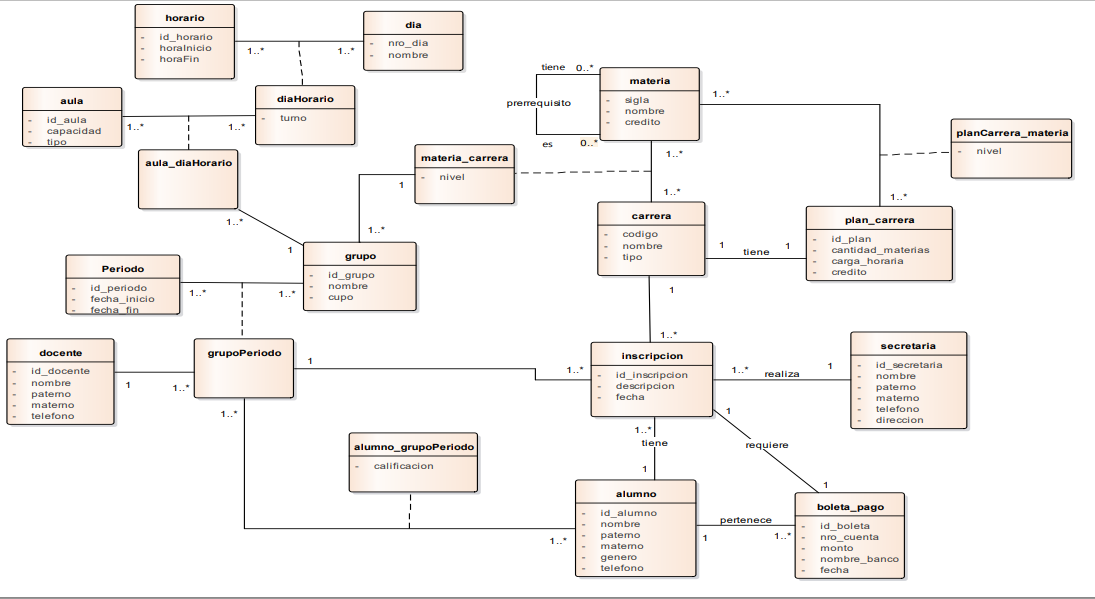 horario
- id_horario
- horaInicio
- horaFin
1..*
1..*
dia
- nro_dia
- nombre
aula
- id_aula
- capacidad
- tipo
1..*
1..*
diaHorario
- turno
aula_diaHorario
1..*
1
tiene 0..*
prerrequisito
es 0..*
materia
- sigla
- nombre
- credito
1..*
1..*
planCarrera_materia
- nivel
materia_carrera
- nivel
1
1..*
1..*
1..*
carrera
- codigo
- nombre
- tipo
1
tiene
1
plan_carrera
- id_plan
- cantidad_materias
- carga_horaria
- credito
grupo
- id_grupo
- nombre
- cupo
Periodo
- id_periodo
- fecha_inicio
- fecha_fin
1..*
1..*
1
1..*
docente
- id_docente
- nombre
- paterno
- materno
- telefono
1
1..*
grupoPeriodo
1
1..*
1..*
inscripcion
- id_inscripcion
- descripcion
- fecha
1..*
realiza
1
secretaria
- id_secretaria
- nombre
- paterno
- materno
- telefono
- direccion
1..*
tiene
1
1
requiere
1
alumno_grupoPeriodo
- calificacion
1..*
alumno
- id_alumno
- nombre
- paterno
- materno
- genero
- telefono
pertenece
1
1..*
boleta_pago
- id_boleta
- nro_cuenta
- monto
- nombre_banco
- fecha